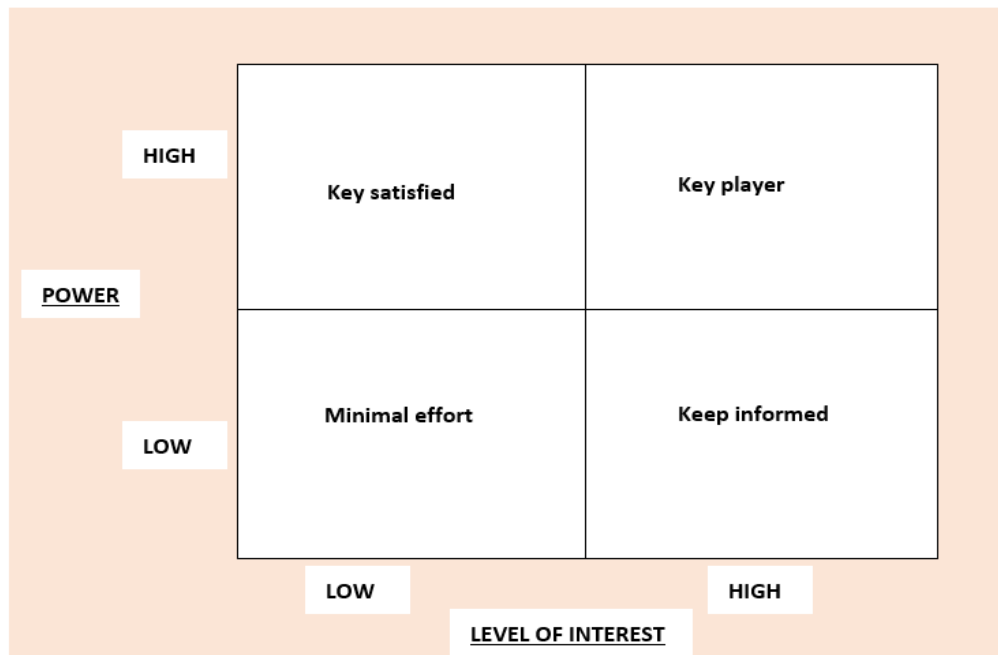 HIGH
Key satisfied
Key player
POWER
Minimal effort
Keep informed
LOW
LOW
HIGH
LEVEL OF INTEREST